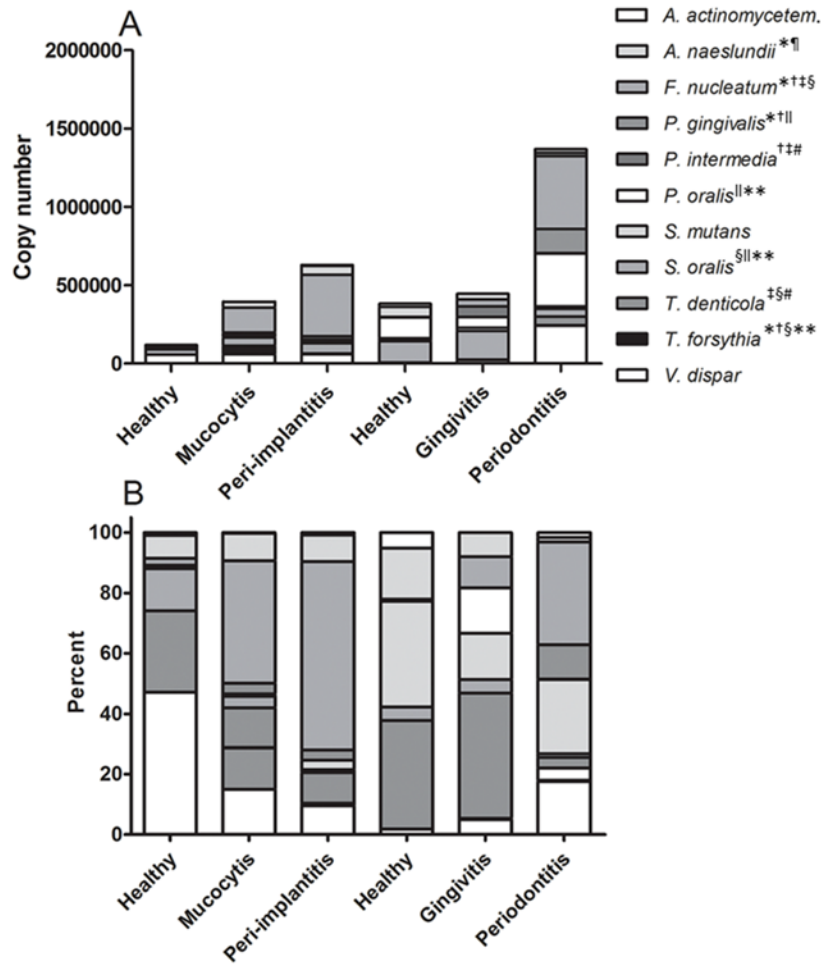 A
2000000
1500000
1000000
500000
0
Copy number
Healthy
Mucocytis
Peri-implantitis
Healthy
Gingivitis
Periodontitis
A. actinomycetem.
A. naeslundii*¶
F. nucleatum*†‡§
P. gingivalis*†||
P. intermedia†‡#
P. oralis||**
S. mutans
S. oralis§||**
T. denticola‡§#
T. forsythia*†§**
V. dispar
B
100
80
60
40
20
0
Percent
Healthy
Mucocytis
Peri-implantitis
Healthy
Gingivitis
Periodontitis